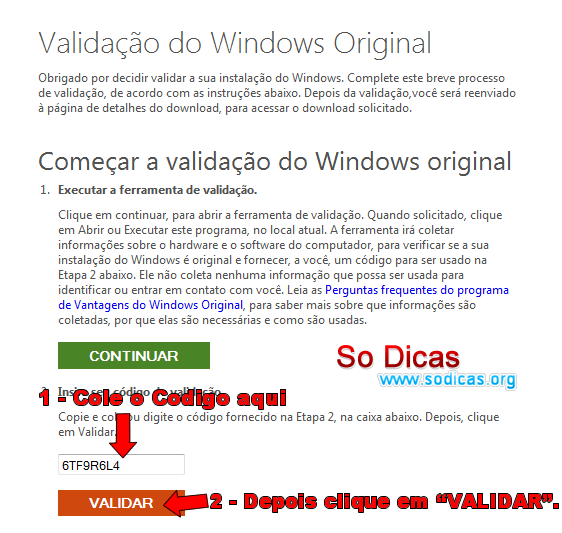 Validação do Windows Original
Obrigado por decidir validar a sua instalação do Windows. Complete este breve processo
de validação, de acordo com as instruções abaixo. Depois da validação,você será reenviado
à página de detalhes do download, para acessar o download solicitado.
Começar a validação do Windows original
1. Executar a ferramenta de validação.
Clique em continuar, para abrir a ferramenta de validação. Quando solicitado, clique
em Abrir ou Executar este programa, no local atual. A ferramenta irá coletar
informações sobre o hardware e o software do computador, para verificar se a sua
instalação do Windows é original e fornecer, a você, um código para ser usado na
Etapa 2 abaixo. Ele não coleta nenhuma informação que possa ser usada para
identificar ou entrar em contato com você. Leia as Perguntas frequentes do programa
de Vantagens do Windows Original, para saber mais sobre que informações são
coletadas, por que elas são necessárias e como são usadas.
CONTINUAR
So Dicas
www.sodicas.org
código de validação
1 - Cole o Codigo aqui
Copie e ou digite o código fornecido na Etapa 2, na caixa abaixo. Depois, clique
em Validar.
6TF9R6L4
VALIDAR
2 - Depois clique em “VALIDAR”.